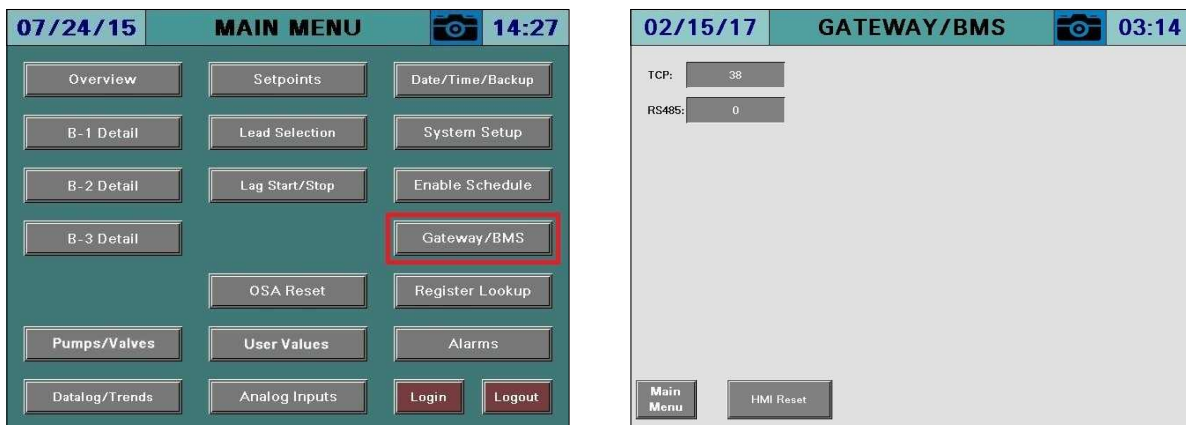 07/24/15 MAIN MENU 14:27
Overview Setpoints Date/Time/Backup
B-1 Detail Lead Selection System Setup
B-2 Detail Lag Start/Stop Enable Schedule
B-3 Detail Gateway/BMS
OSA Reset Register Lookup
Pumps/Valves User Values Alarms
Datalog/Trends Analog Inputs Login Logout
02/15/17 GATEWAY/BMS 03:14
TCP: 38
RS485: 0
Main
Menu
HMI Reset